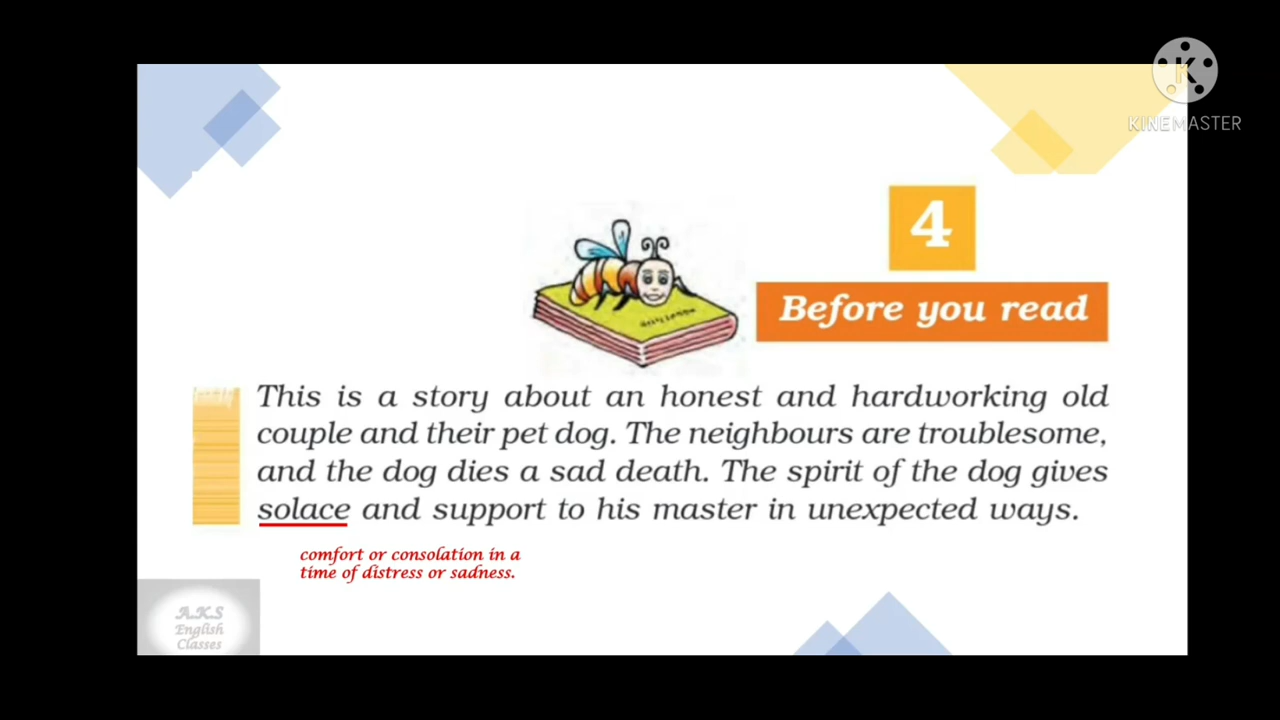 K
KINEMASTER
4
Before you read
This is a story about an honest and hardworking old
couple and their pet dog. The neighbours are troublesome,
and the dog dies a sad death. The spirit of the dog gives
solace and support to his master in unexpected ways.
comfort or consolation in a
time of distress or sadness.
A.K.S
English
Classes